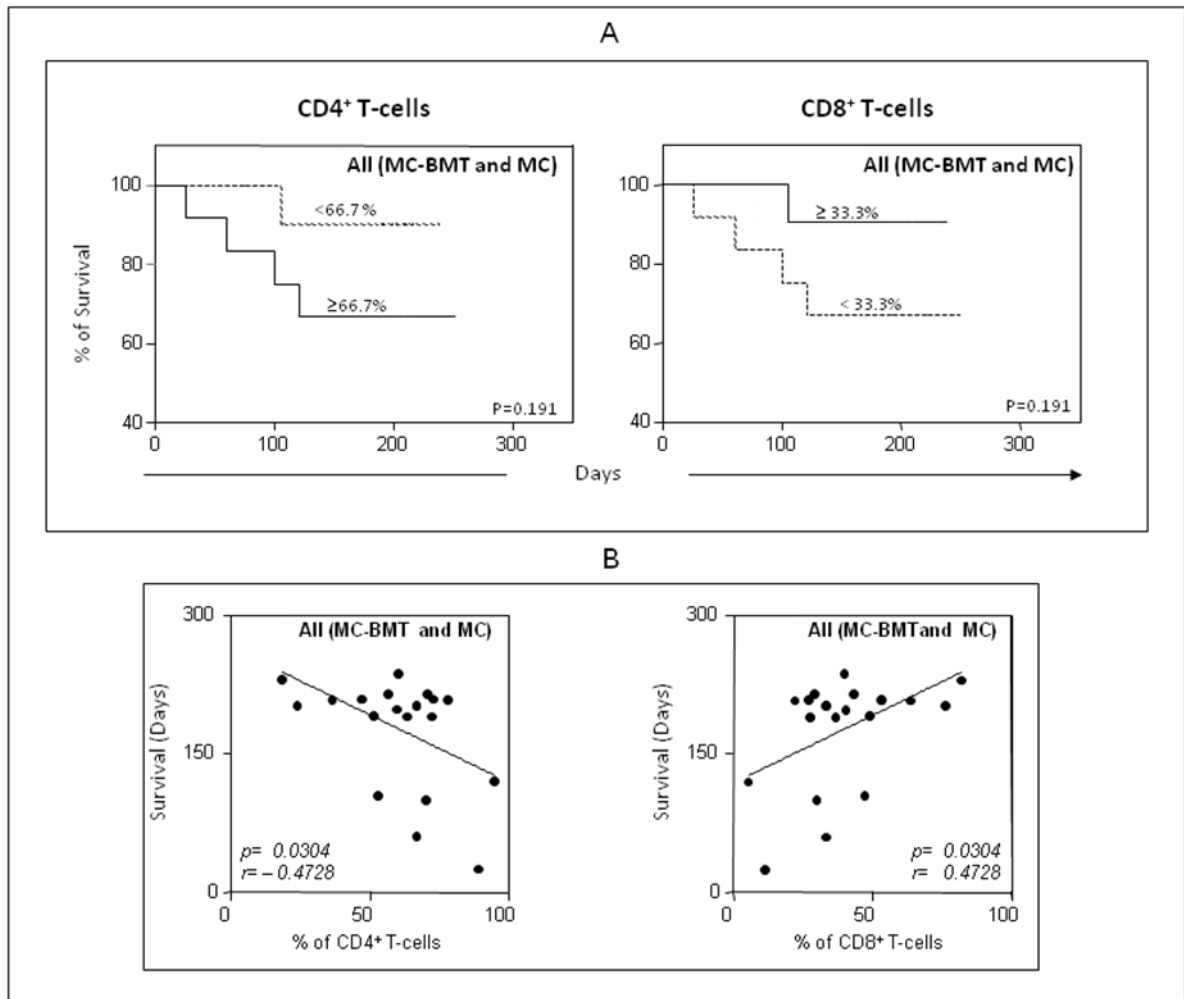 A
CD4⁺ T-cells
CD8⁺ T-cells
All (MC-BMT and MC)
All (MC-BMT and MC)
100
80
60
40
% of Survival
<66.7%
≥66.7%
P=0.191
0 100 200 300
100
80
60
40
≥ 33.3%
< 33.3%
P=0.191
0 100 200 300
Days
B
300
150
0
Survival (Days)
All (MC-BMT and MC)
p= 0.0304
r= – 0.4728
0 50 100
% of CD4⁺ T-cells
300
150
0
Survival (Days)
All (MC-BMTand MC)
p= 0.0304
r= 0.4728
0 50 100
% of CD8⁺ T-cells